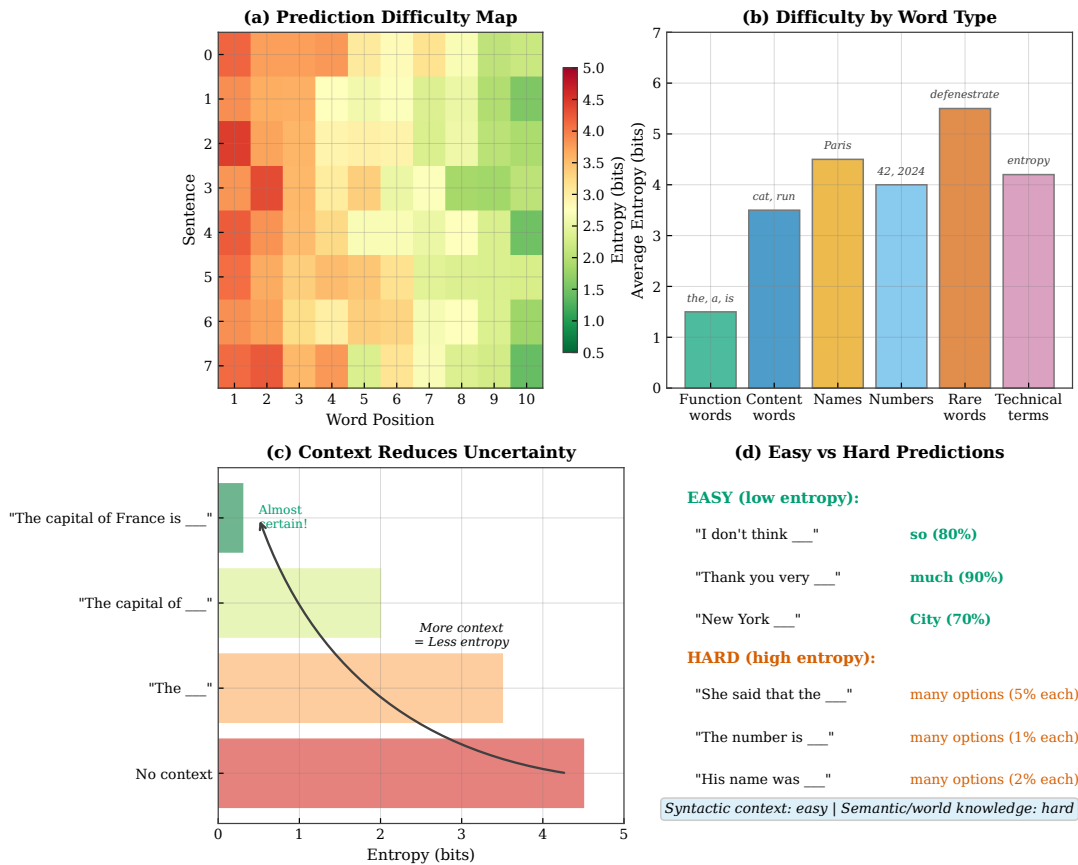 (a) Prediction Difficulty Map
Sentence
0
1
2
3
4
5
6
7
1 2 3 4 5 6 7 8 9 10
Word Position
5.0
4.5
4.0
3.5
3.0
2.5
2.0
1.5
1.0
0.5
Entropy (bits)
(b) Difficulty by Word Type
Average Entropy (bits)
7
6
5
4
3
2
1
0
the, a, is
cat, run
Paris
42, 2024
defenestrate
entropy
Function words
Content words
Names
Numbers
Rare words
Technical terms
(c) Context Reduces Uncertainty
"The capital of France is ___"
"The capital of ___"
"The ___"
No context
Almost
certain!
More context
= Less entropy
0 1 2 3 4 5
Entropy (bits)
(d) Easy vs Hard Predictions
EASY (low entropy):
"I don't think ___" so (80%)
"Thank you very ___" much (90%)
"New York ___" City (70%)
HARD (high entropy):
"She said that the ___" many options (5% each)
"The number is ___" many options (1% each)
"His name was ___" many options (2% each)
Syntactic context: easy | Semantic/world knowledge: hard